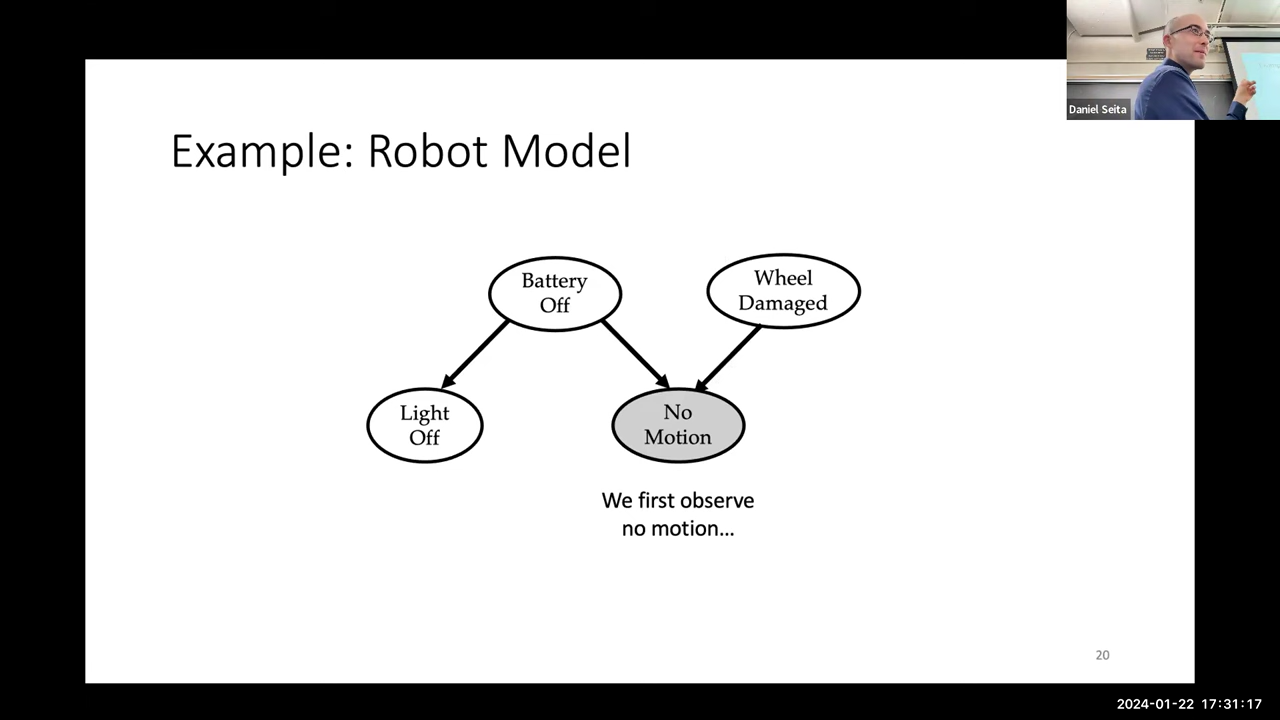 Daniel Seita
Example: Robot Model
Battery
Off
Wheel
Damaged
Light
Off
No
Motion
We first observe
no motion...
20
2024-01-22 17:31:17